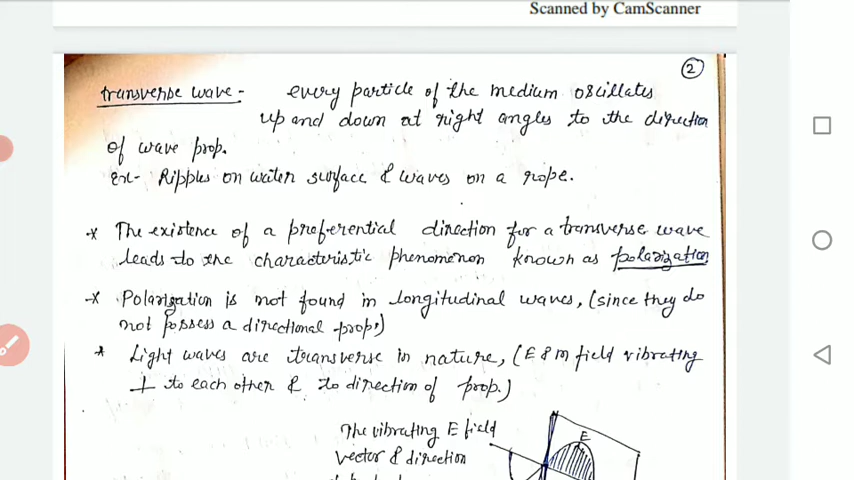 Scanned by CamScanner
2
transverse wave - every particle of the medium oscillates
up and down at right angles to the direction
of wave prop.
Ex- Ripples on water surface & waves on a rope.
* The existence of a preferential direction for a transverse wave
leads to the characteristic phenomenon known as polarization
* Polarization is not found in longitudinal waves, (since they do
not possess a directional prop.)
* Light waves are transverse in nature, (E & m field vibrating
⊥ to each other & to direction of prop.)
The vibrating E field
vector & direction
E